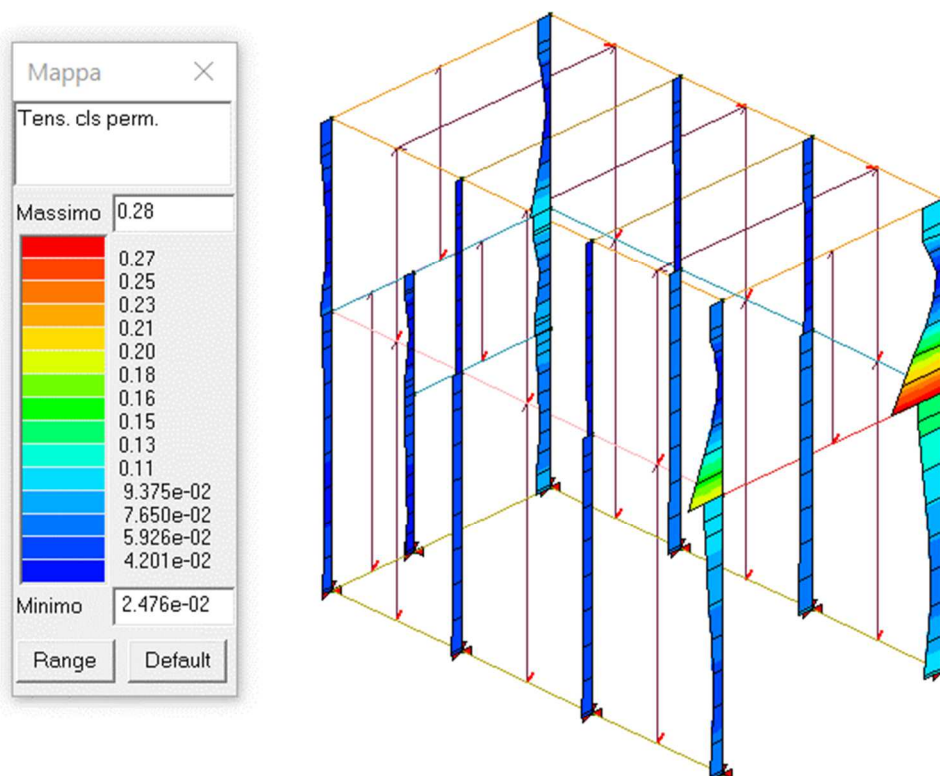 Mappa
Tens. cls perm.
Massimo 0.28
0.27
0.25
0.23
0.21
0.20
0.18
0.16
0.15
0.13
0.11
9.375e-02
7.650e-02
5.926e-02
4.201e-02
Minimo 2.476e-02
Range Default